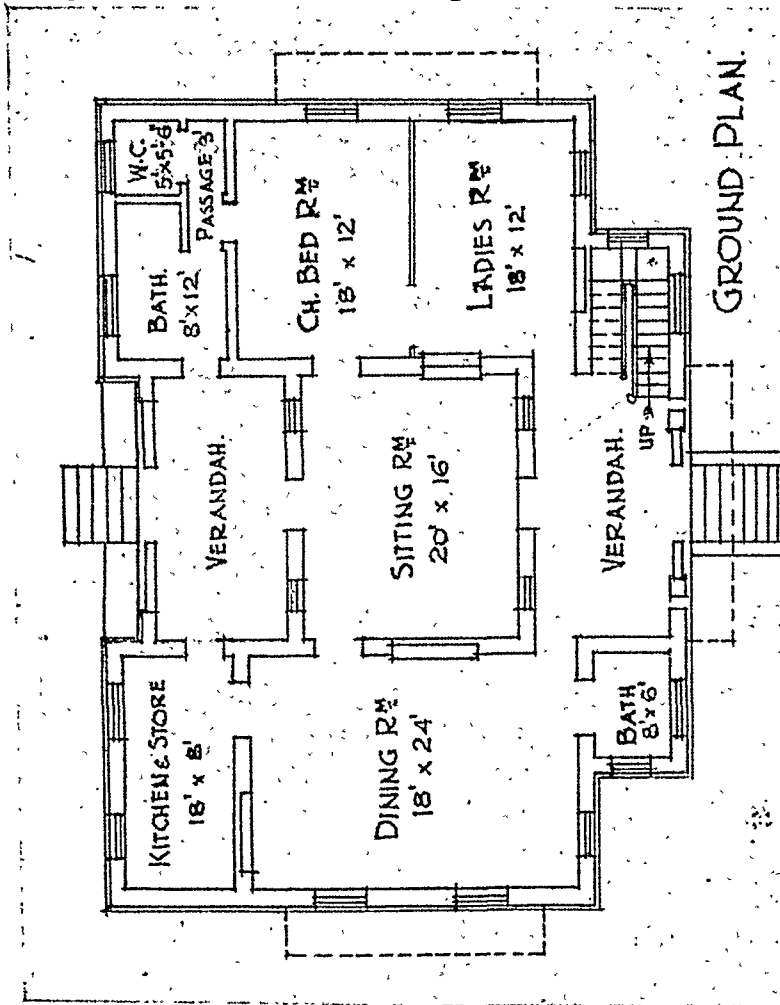 GROUND PLAN.
W.C.
5'x5'-6"
PASSAGE 3'
BATH.
8'x12'
CH. BED RM
18' x 12'
LADIES RM
18' x 12'
VERANDAH.
SITTING RM
20' x 16'
VERANDAH.
UP
KITCHEN & STORE
18' x 8'
DINING RM
18' x 24'
BATH
8'x6'